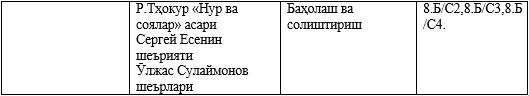 Р.Тҳокур «Нур ва соялар» асари
Сергей Есенин шеърияти
Ўлжас Сулаймонов шеърлари
Баҳолаш ва солиштириш
8.Б/С2,8.Б/С3,8.Б/С4.